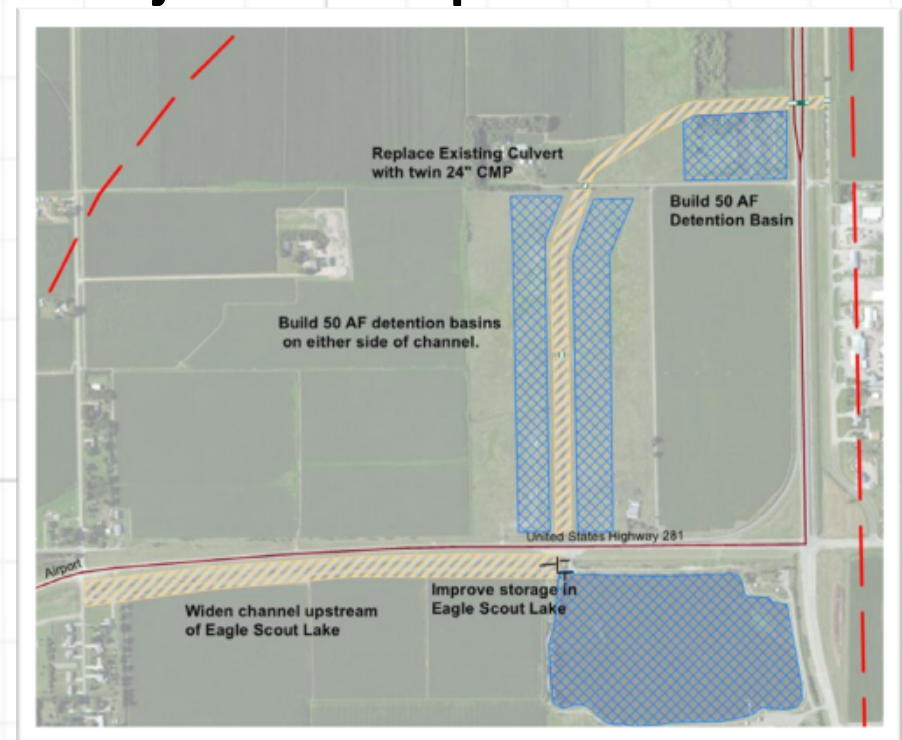 Replace Existing Culvert
with twin 24" CMP
Build 50 AF
Detention Basin
Build 50 AF detention basins
on either side of channel.
United States Highway 281
Airport
Improve storage in
Eagle Scout Lake
Widen channel upstream
of Eagle Scout Lake